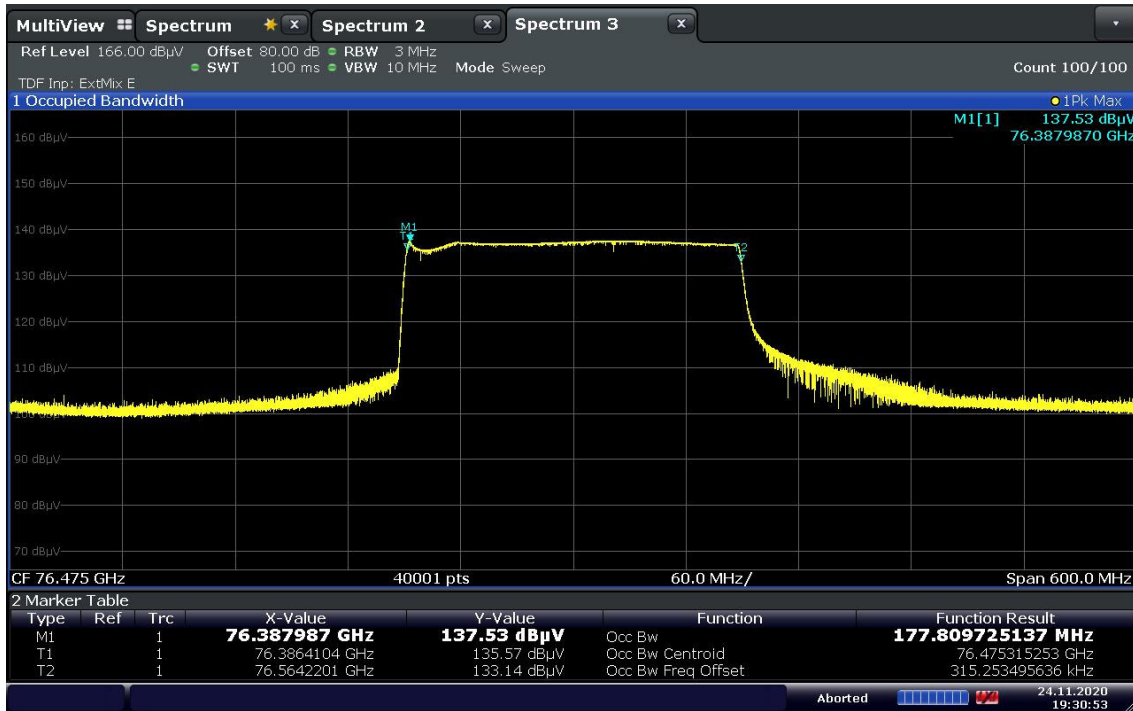 MultiView Spectrum x Spectrum 2 x Spectrum 3 x
Ref Level 166.00 dBµV Offset 80.00 dB RBW 3 MHz
SWT 100 ms VBW 10 MHz Mode Sweep Count 100/100
TDF Inp: ExtMix E
1 Occupied Bandwidth 1Pk Max
M1[1] 137.53 dBµV
76.3879870 GHz
160 dBµV
150 dBµV
140 dBµV
M1
T1
T2
130 dBµV
120 dBµV
110 dBµV
100 dBµV
90 dBµV
80 dBµV
70 dBµV
CF 76.475 GHz 40001 pts 60.0 MHz/ Span 600.0 MHz
2 Marker Table
Type Ref Trc X-Value Y-Value Function Function Result
M1 1 76.387987 GHz 137.53 dBµV Occ Bw 177.809725137 MHz
T1 1 76.3864104 GHz 135.57 dBµV Occ Bw Centroid 76.475315253 GHz
T2 1 76.5642201 GHz 133.14 dBµV Occ Bw Freq Offset 315.253495636 kHz
Aborted 24.11.2020
19:30:53